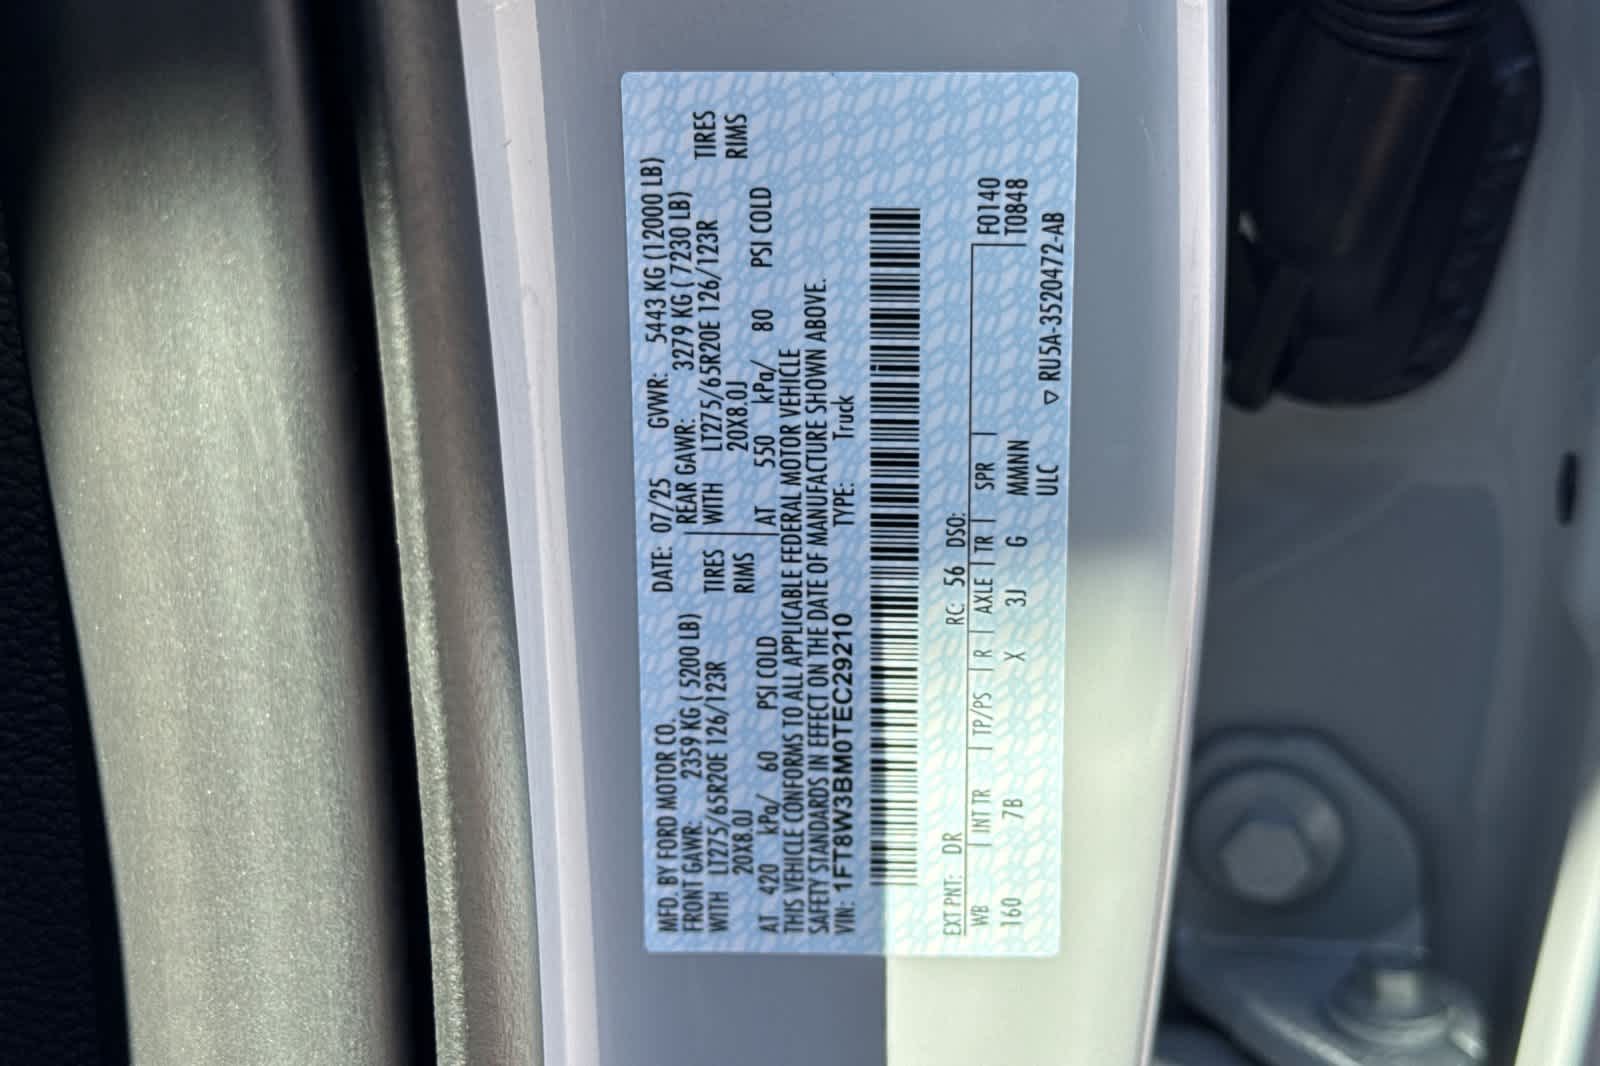 MFD. BY FORD MOTOR CO. DATE: 07/25 GVWR: 5443 KG (12000 LB)
FRONT GAWR: 2359 KG ( 5200 LB) REAR GAWR: 3279 KG ( 7230 LB)
WITH LT275/65R20E 126/123R TIRES WITH LT275/65R20E 126/123R TIRES
20X8.0J RIMS 20X8.0J RIMS
AT 420 kPa/ 60 PSI COLD AT 550 kPa/ 80 PSI COLD
THIS VEHICLE CONFORMS TO ALL APPLICABLE FEDERAL MOTOR VEHICLE
SAFETY STANDARDS IN EFFECT ON THE DATE OF MANUFACTURE SHOWN ABOVE.
VIN: 1FT8W3BM0TEC29210 TYPE: Truck
EXT PNT: DR RC: 56 DSO:
WB INT TR TP/PS R AXLE TR SPR F0140
160 7B X 3J G MMNN T0848
ULC ▽ RU5A-3520472-AB